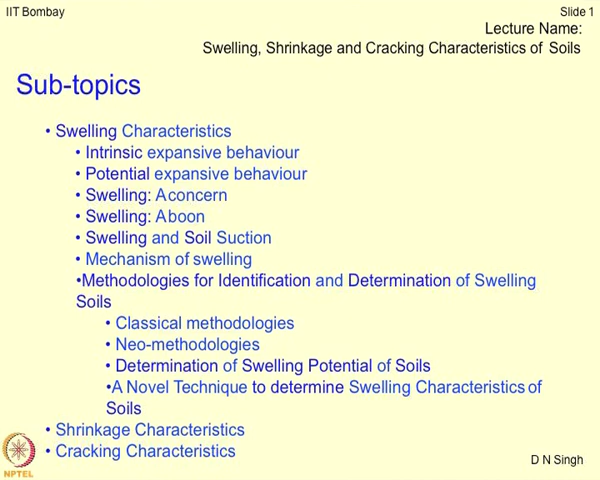 IIT Bombay
Slide 1
Lecture Name:
Swelling, Shrinkage and Cracking Characteristics of Soils
Sub-topics
• Swelling Characteristics
• Intrinsic expansive behaviour
• Potential expansive behaviour
• Swelling: Aconcern
• Swelling: Aboon
• Swelling and Soil Suction
• Mechanism of swelling
•Methodologies for Identification and Determination of Swelling
Soils
• Classical methodologies
• Neo-methodologies
• Determination of Swelling Potential of Soils
•A Novel Technique to determine Swelling Characteristics of
Soils
• Shrinkage Characteristics
• Cracking Characteristics
NPTEL
D N Singh